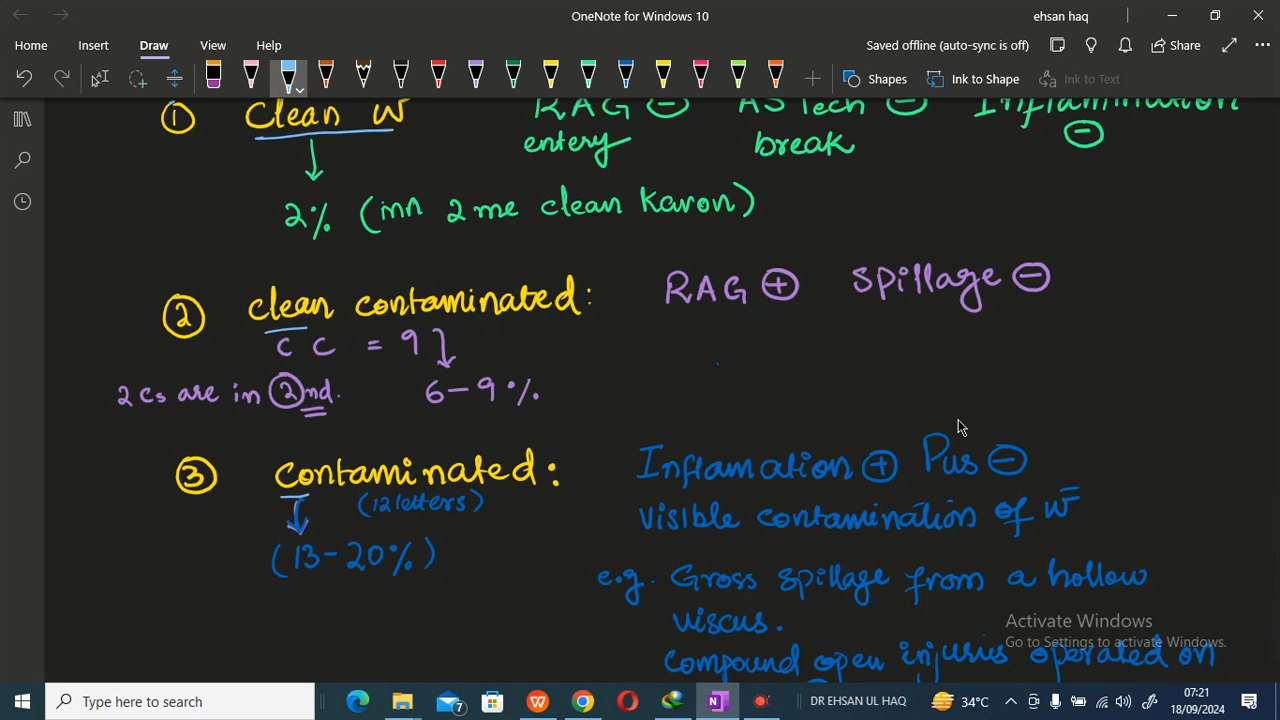 OneNote for Windows 10
ehsan haq
Home Insert Draw View Help
Saved offline (auto-sync is off)
Share
Shapes Ink to Shape Ink to Text
① Clean W̄ RAG ⊖ AS Tech ⊖ Inflammination
entery break ⊖
2% (inn 2 me clean karon)
② clean contaminated: RAG ⊕ Spillage ⊖
C C = 9
2 Cs are in ②nd. 6-9%
③ contaminated: Inflamation ⊕ Pus ⊖
(12 letters)
visible contamination of w̄
(13-20%)
e.g. Gross spillage from a hollow
viscus.
compound open injuries operated on
Activate Windows
Go to Settings to activate Windows.
Type here to search
7
DR EHSAN UL HAQ
34°C
07:21
18/09/2024